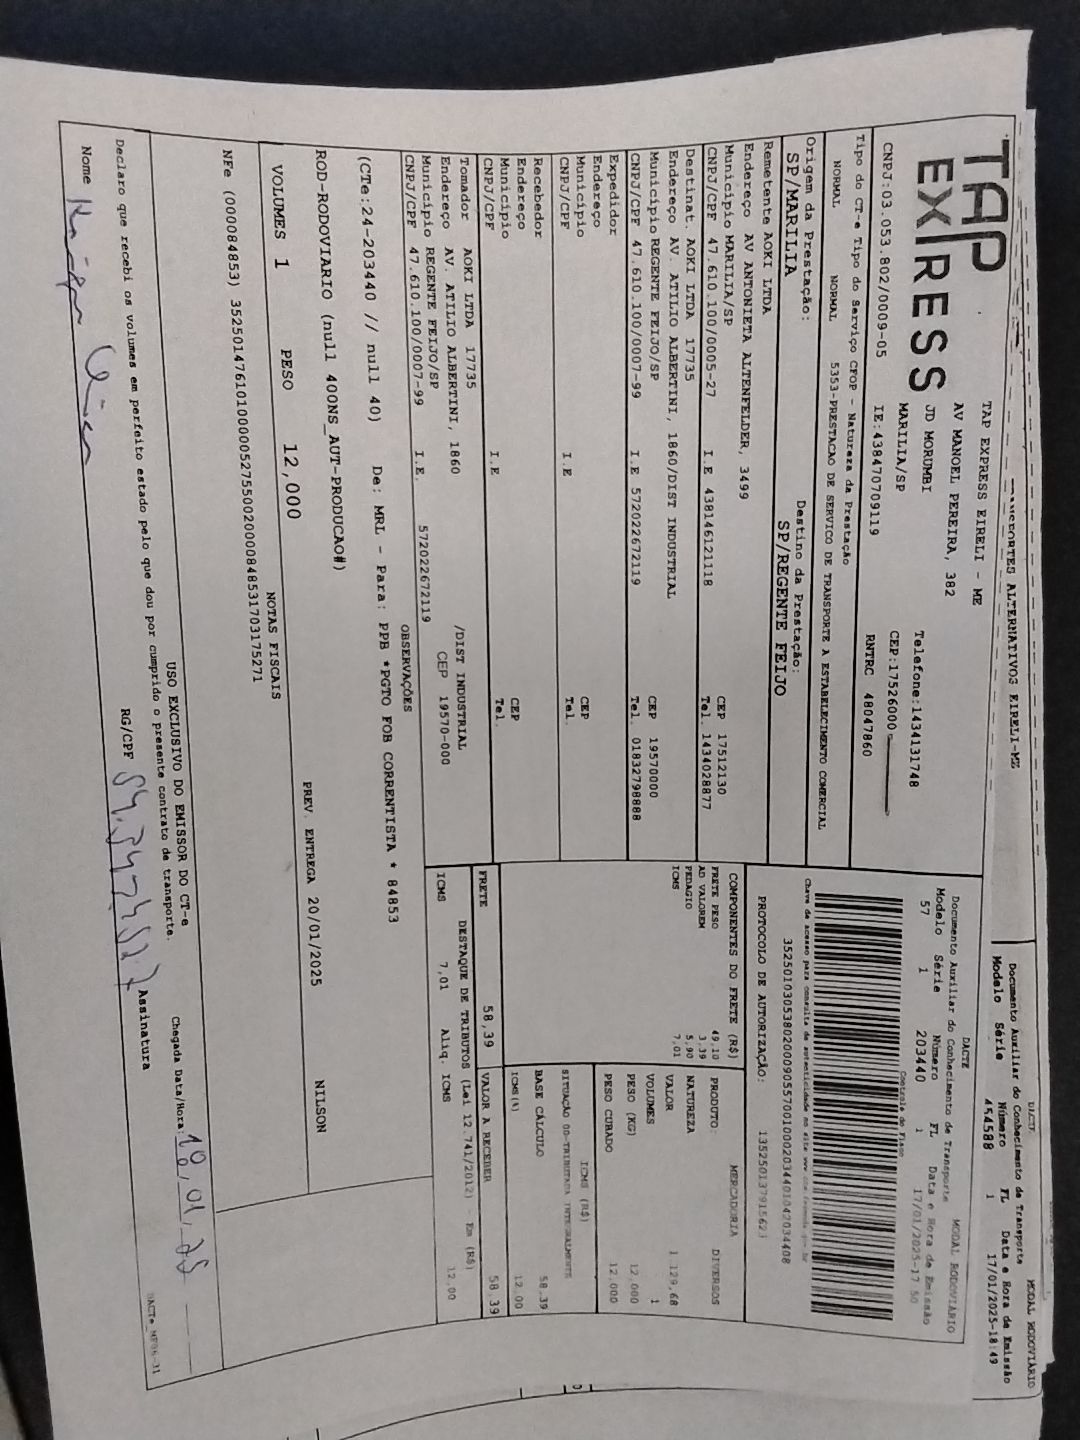 TRANSPORTES ALTERNATIVOS EIRELI-ME
DACTE MODAL RODOVIÁRIO
Documento Auxiliar do Conhecimento de Transporte
Modelo Série Número FL Data e Hora de Emissão
454588 1 17/01/2025-18:49
TAP EXPRESS
TAP EXPRESS EIRELI - ME
AV MANOEL PEREIRA, 382
JD MORUMBI Telefone:1434131748
MARILIA/SP CEP:17526000
CNPJ:03.053.802/0009-05 IE:438470709119 RNTRC 48047860
DACTE MODAL RODOVIÁRIO
Documento Auxiliar do Conhecimento de Transporte
Modelo Série Número FL Data e Hora de Emissão
57 1 203440 1 17/01/2025-17:50
Controle do Fisco
Chave de acesso para consulta de autenticidade no site
35250103053802000905570010002034401042034408
PROTOCOLO DE AUTORIZAÇÃO:
Tipo do CT-e Tipo do Serviço CFOP - Natureza da Prestação
NORMAL NORMAL 5353-PRESTACAO DE SERVICO DE TRANSPORTE A ESTABELECIMENTO COMERCIAL
Origem da Prestação: Destino da Prestação:
SP/MARILIA SP/REGENTE FEIJO
Remetente AOKI LTDA
Endereço AV ANTONIETA ALTENFELDER, 3499
Município MARILIA/SP CEP 17512130
CNPJ/CPF 47.610.100/0005-27 I.E 438146121118 Tel. 1434028877
Destinat. AOKI LTDA 17735
Endereço AV. ATILIO ALBERTINI, 1860/DIST INDUSTRIAL
Município REGENTE FEIJO/SP CEP 19570000
CNPJ/CPF 47.610.100/0007-99 I.E 572022672119 Tel. 01832798888
Expedidor
Endereço
Município CEP
CNPJ/CPF I.E Tel.
Recebedor
Endereço
Município CEP
CNPJ/CPF I.E Tel.
Tomador AOKI LTDA 17735
Endereço AV. ATILIO ALBERTINI, 1860 /DIST INDUSTRIAL
Município REGENTE FEIJO/SP CEP 19570-000
CNPJ/CPF 47.610.100/0007-99 I.E. 572022672119
COMPONENTES DO FRETE (R$)
FRETE PESO 49,10
AD VALOREM 3,39
PEDAGIO 5,90
ICMS 7,01
MERCADORIA
PRODUTO: DIVERSOS
NATUREZA
VALOR 1.129,68
VOLUMES 1
PESO (KG) 12,000
PESO CUBADO 12,000
ICMS (R$)
SITUAÇÃO 00-TRIBUTADA INTEGRALMENTE
BASE CÁLCULO 58,39
ICMS(%) 12,00
FRETE 58,39 VALOR A RECEBER 58,39
DESTAQUE DE TRIBUTOS (Lei 12.741/2012) - Em (R$)
ICMS 7,01 Aliq. ICMS 12,00
OBSERVAÇÕES
(CTe:24-203440 // null 40) De: MRL - Para: PPB *PGTO FOB CORRENTISTA * 84853
ROD-RODOVIARIO (null 400NS_AUT-PRODUCAO#)
PREV. ENTREGA 20/01/2025 NILSON
VOLUMES 1 PESO 12,000
NOTAS FISCAIS
NFe (000084853) 35250147610100000527550020000848531703175271
USO EXCLUSIVO DO EMISSOR DO CT-e
Declaro que recebi os volumes em perfeito estado pelo que dou por cumprido o presente contrato de transporte.
Chegada Data/Hora:
Nome RG/CPF Assinatura